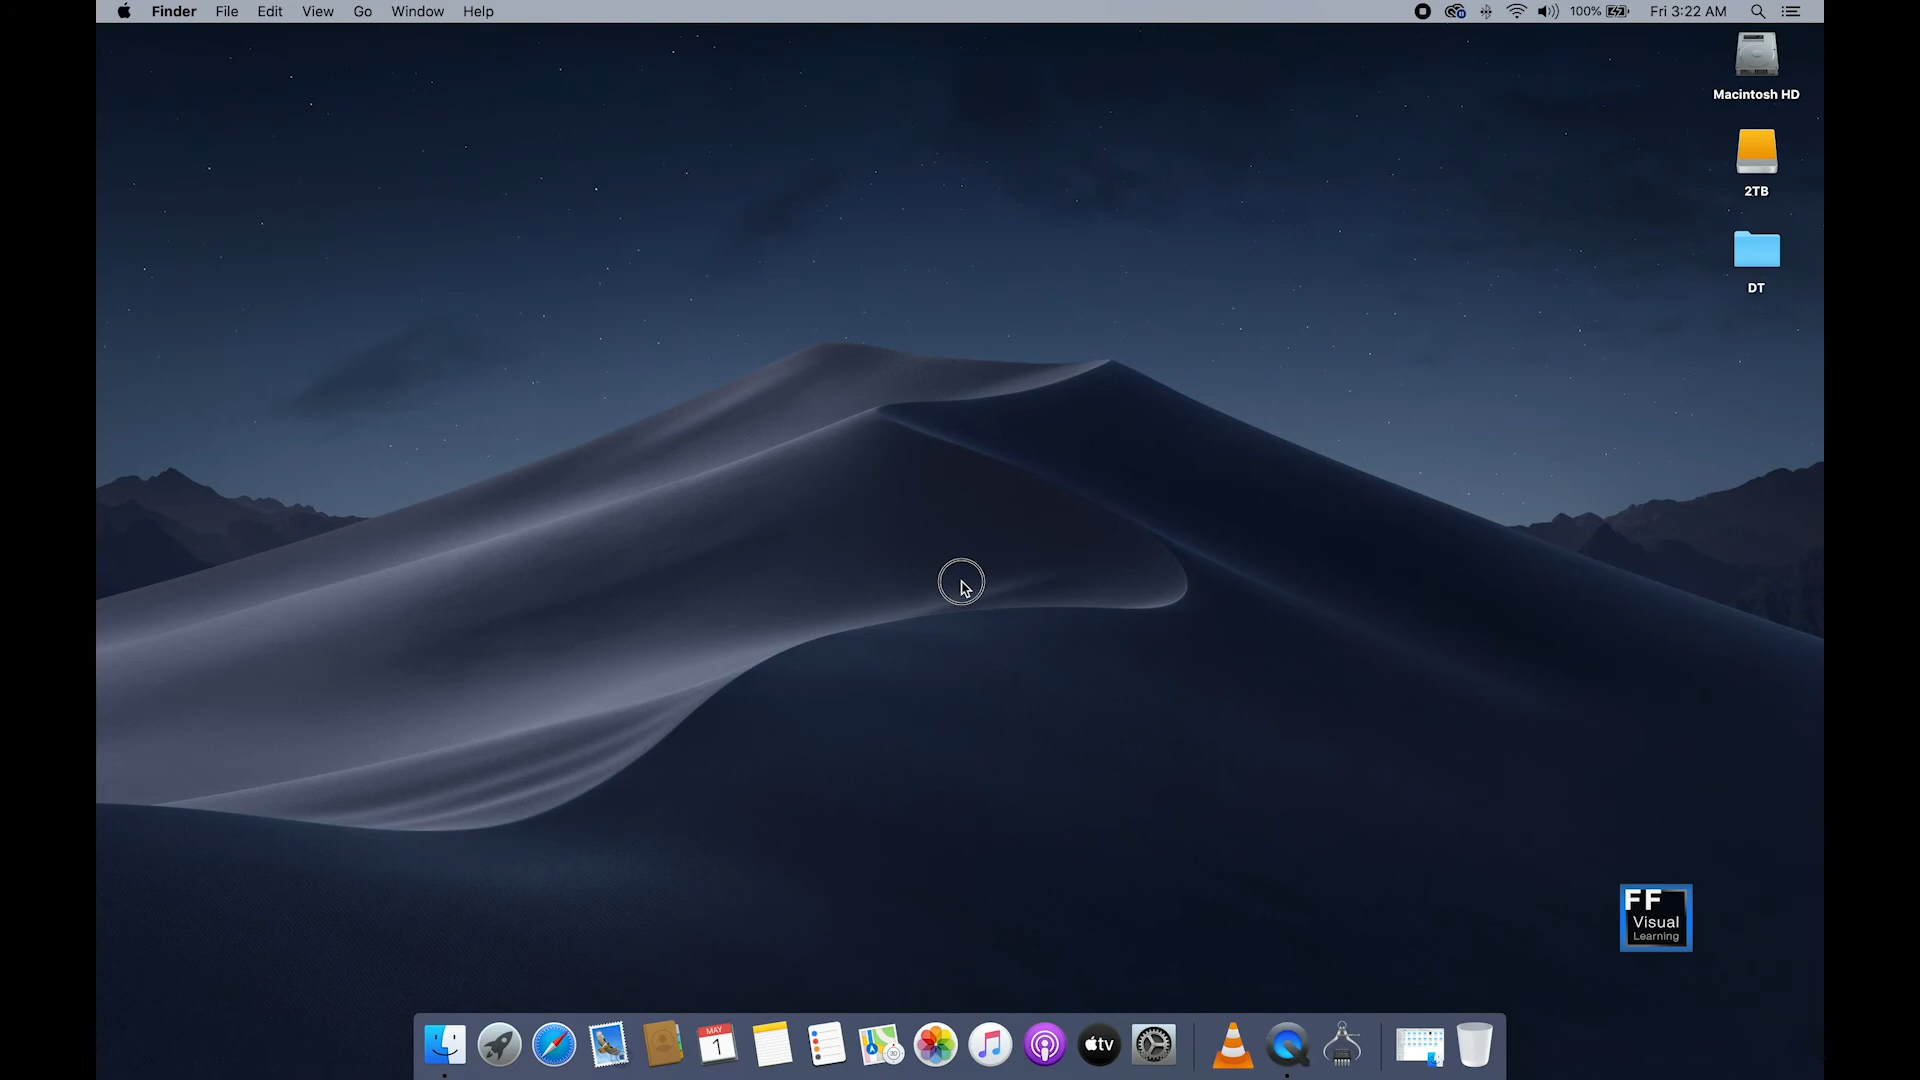 Finder File Edit View Go Window Help 100% Fri 3:22 AM
Macintosh HD
2TB
DT
FF
Visual
Learning
MAY
1
tv